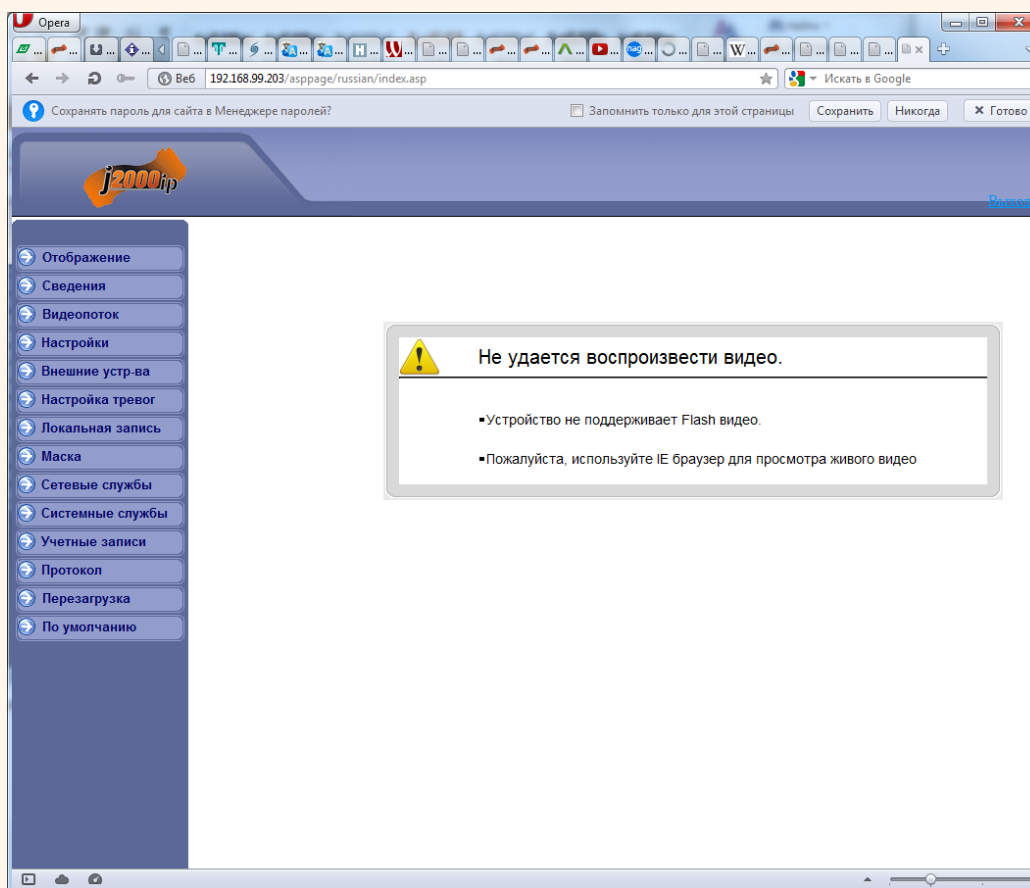 Opera
Веб
192.168.99.203/asppage/russian/index.asp
Искать в Google
Сохранять пароль для сайта в Менеджере паролей?
Запомнить только для этой страницы
Сохранить
Никогда
Готово
j2000ip
Отображение
Сведения
Видеопоток
Настройки
Внешние устр-ва
Настройка тревог
Локальная запись
Маска
Сетевые службы
Системные службы
Учетные записи
Протокол
Перезагрузка
По умолчанию
Не удается воспроизвести видео.
▪Устройство не поддерживает Flash видео.
▪Пожалуйста, используйте IE браузер для просмотра живого видео